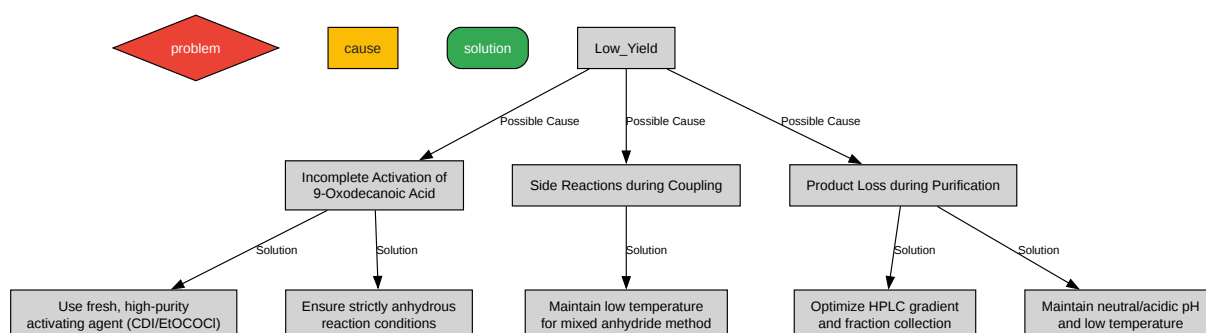 problem
cause
solution
Low_Yield
Possible Cause
Possible Cause
Possible Cause
Incomplete Activation of
9-Oxodecanoic Acid
Side Reactions during Coupling
Product Loss during Purification
Solution
Solution
Solution
Solution
Solution
Use fresh, high-purity
activating agent (CDI/EtOCOCl)
Ensure strictly anhydrous
reaction conditions
Maintain low temperature
for mixed anhydride method
Optimize HPLC gradient
and fraction collection
Maintain neutral/acidic pH
and low temperature